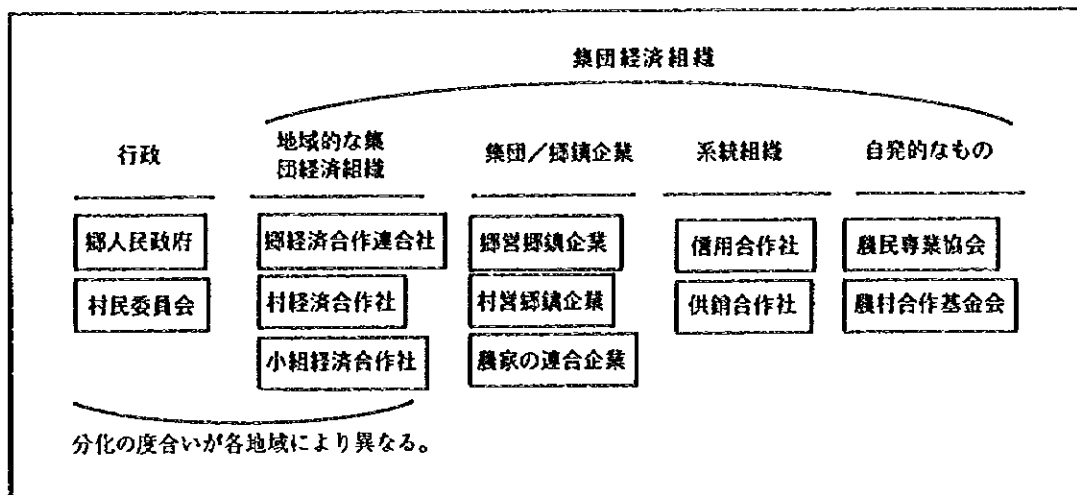 集団経済組織
行政
地域的な集
団経済組織
集団／郷鎮企業
系統組織
自発的なもの
郷人民政府
村民委員会
郷経済合作連合社
村経済合作社
小組経済合作社
郷営郷鎮企業
村営郷鎮企業
農家の連合企業
信用合作社
供銷合作社
農民専業協会
農村合作基金会
分化の度合いが各地域により異なる。